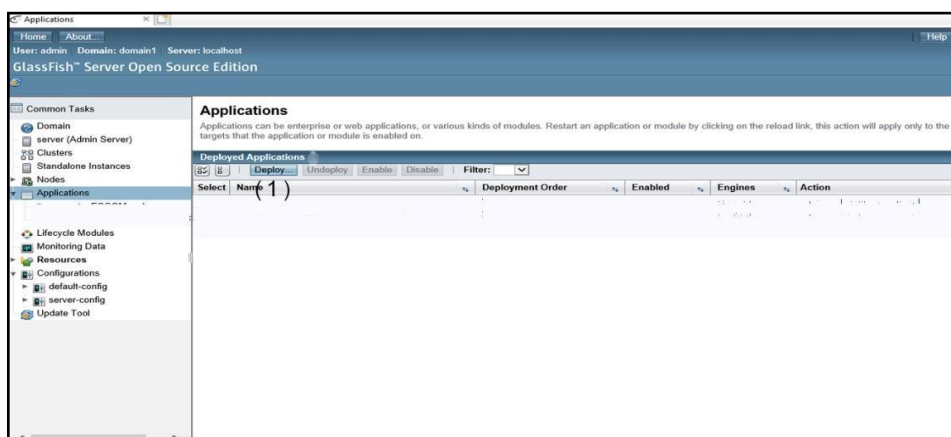 Applications
Home About...
Help
User: admin Domain: domain1 Server: localhost
GlassFish™ Server Open Source Edition
Common Tasks
Domain
server (Admin Server)
Clusters
Standalone Instances
Nodes
Applications
Lifecycle Modules
Monitoring Data
Resources
Configurations
default-config
server-config
Update Tool
Applications
Applications can be enterprise or web applications, or various kinds of modules. Restart an application or module by clicking on the reload link, this action will apply only to the
targets that the application or module is enabled on.
Deployed Applications
Deploy... Undeploy Enable Disable Filter:
Select Name Deployment Order Enabled Engines Action
(1)